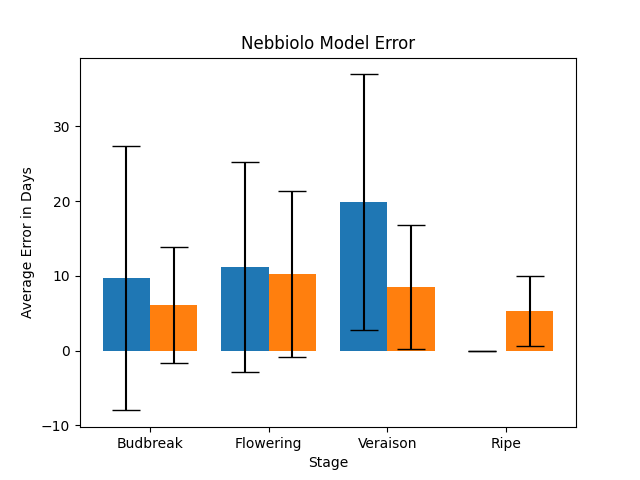 Nebbiolo Model Error
Average Error in Days
30
20
10
0
−10
Budbreak
Flowering
Veraison
Ripe
Stage